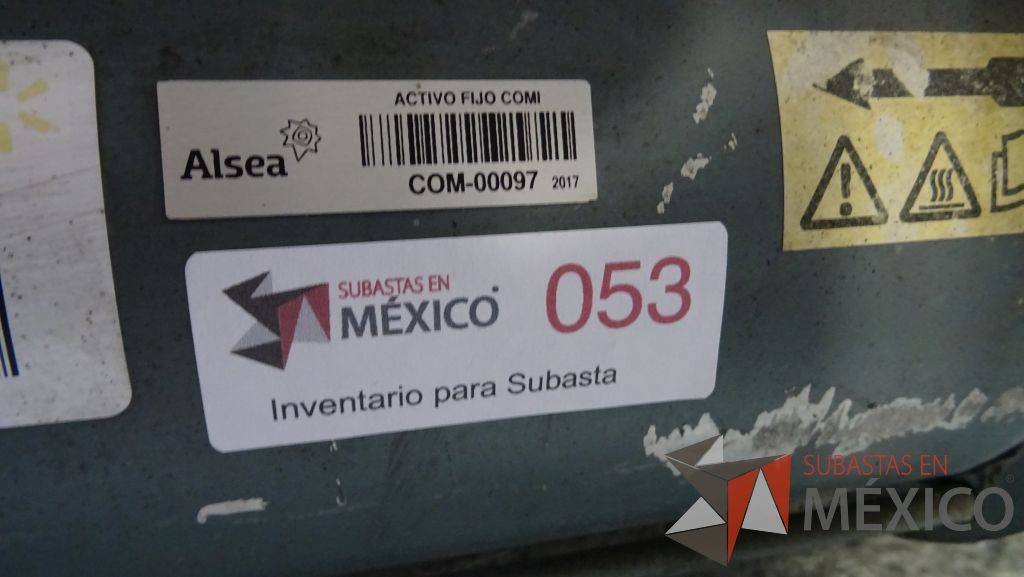 ACTIVO FIJO COMI
Alsea
COM-00097 2017
SUBASTAS EN
MÉXICO
053
Inventario para Subasta
SUBASTAS EN
MÉXICO®